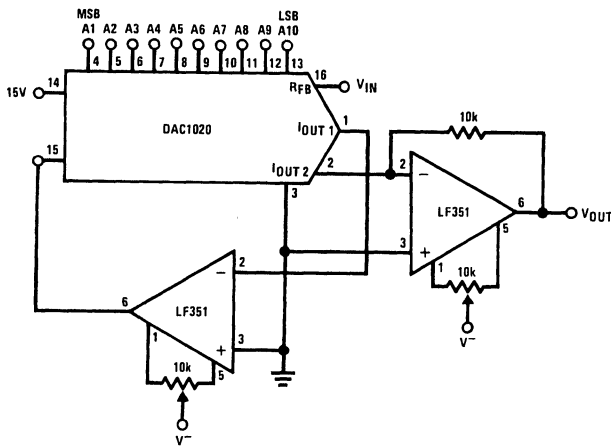 MSB LSB
A1 A2 A3 A4 A5 A6 A7 A8 A9 A10
4 5 6 7 8 9 10 11 12 13
15V 14
DAC1020
RFB 16 VIN
IOUT 1 1
15
IOUT 2 2
3
10k
2 −
LF351
6 VOUT
3 +
5
1
10k
V−
− 2
6 LF351
1
+ 3
5
10k
V−